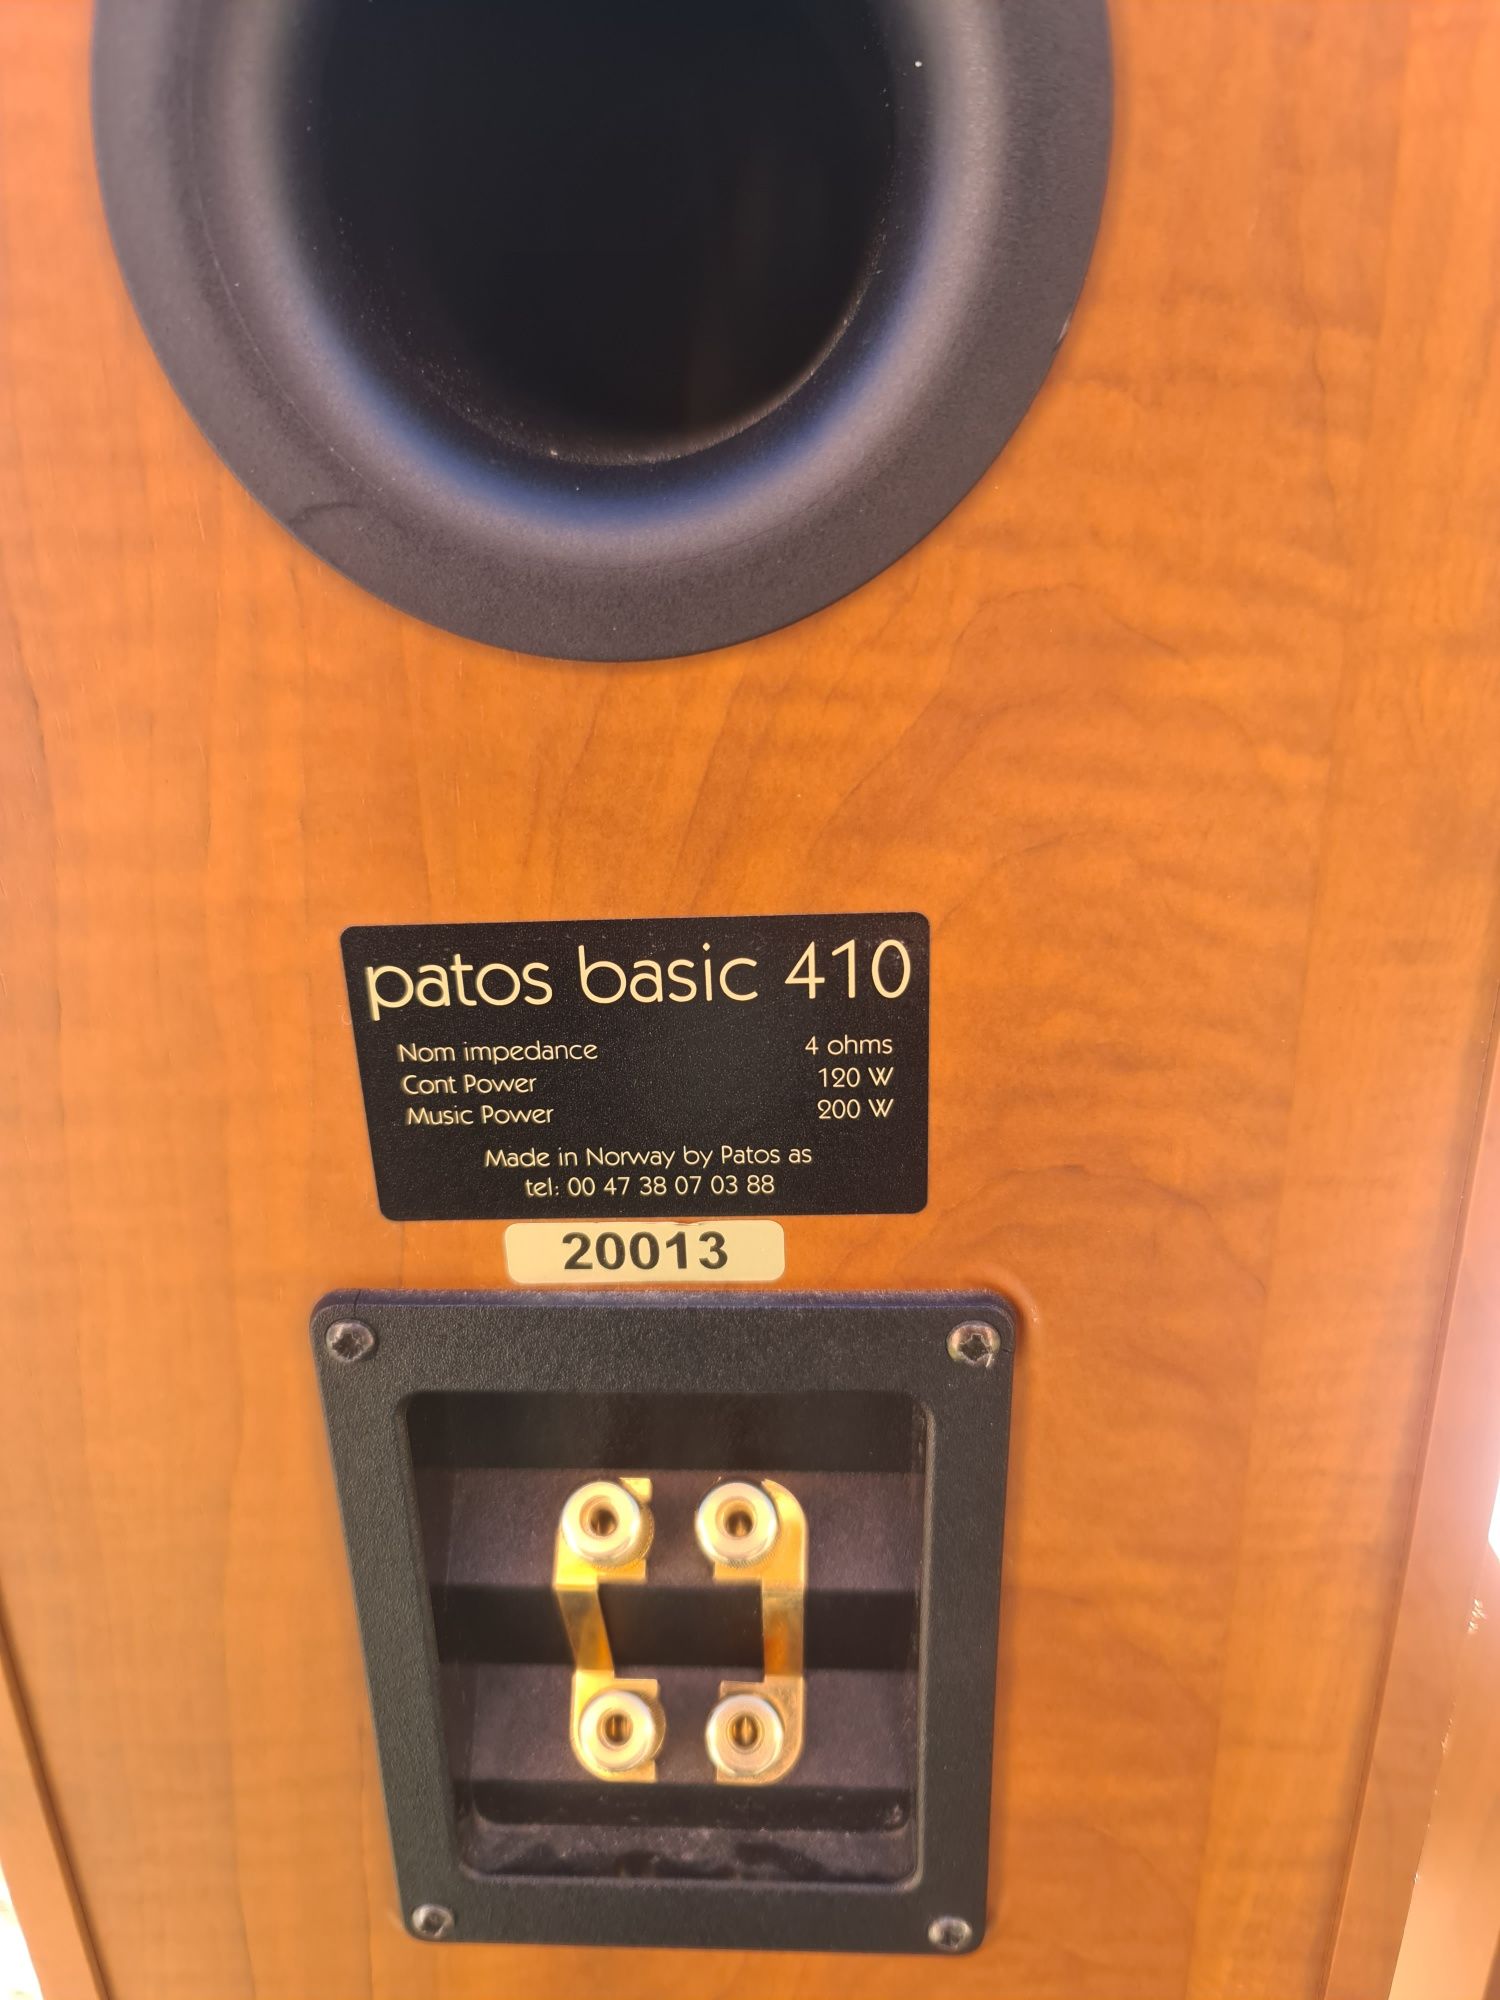 patos basic 410
Nom impedance 4 ohms
Cont Power 120 W
Music Power 200 W
Made in Norway by Patos as
tel: 00 47 38 07 03 88
20013